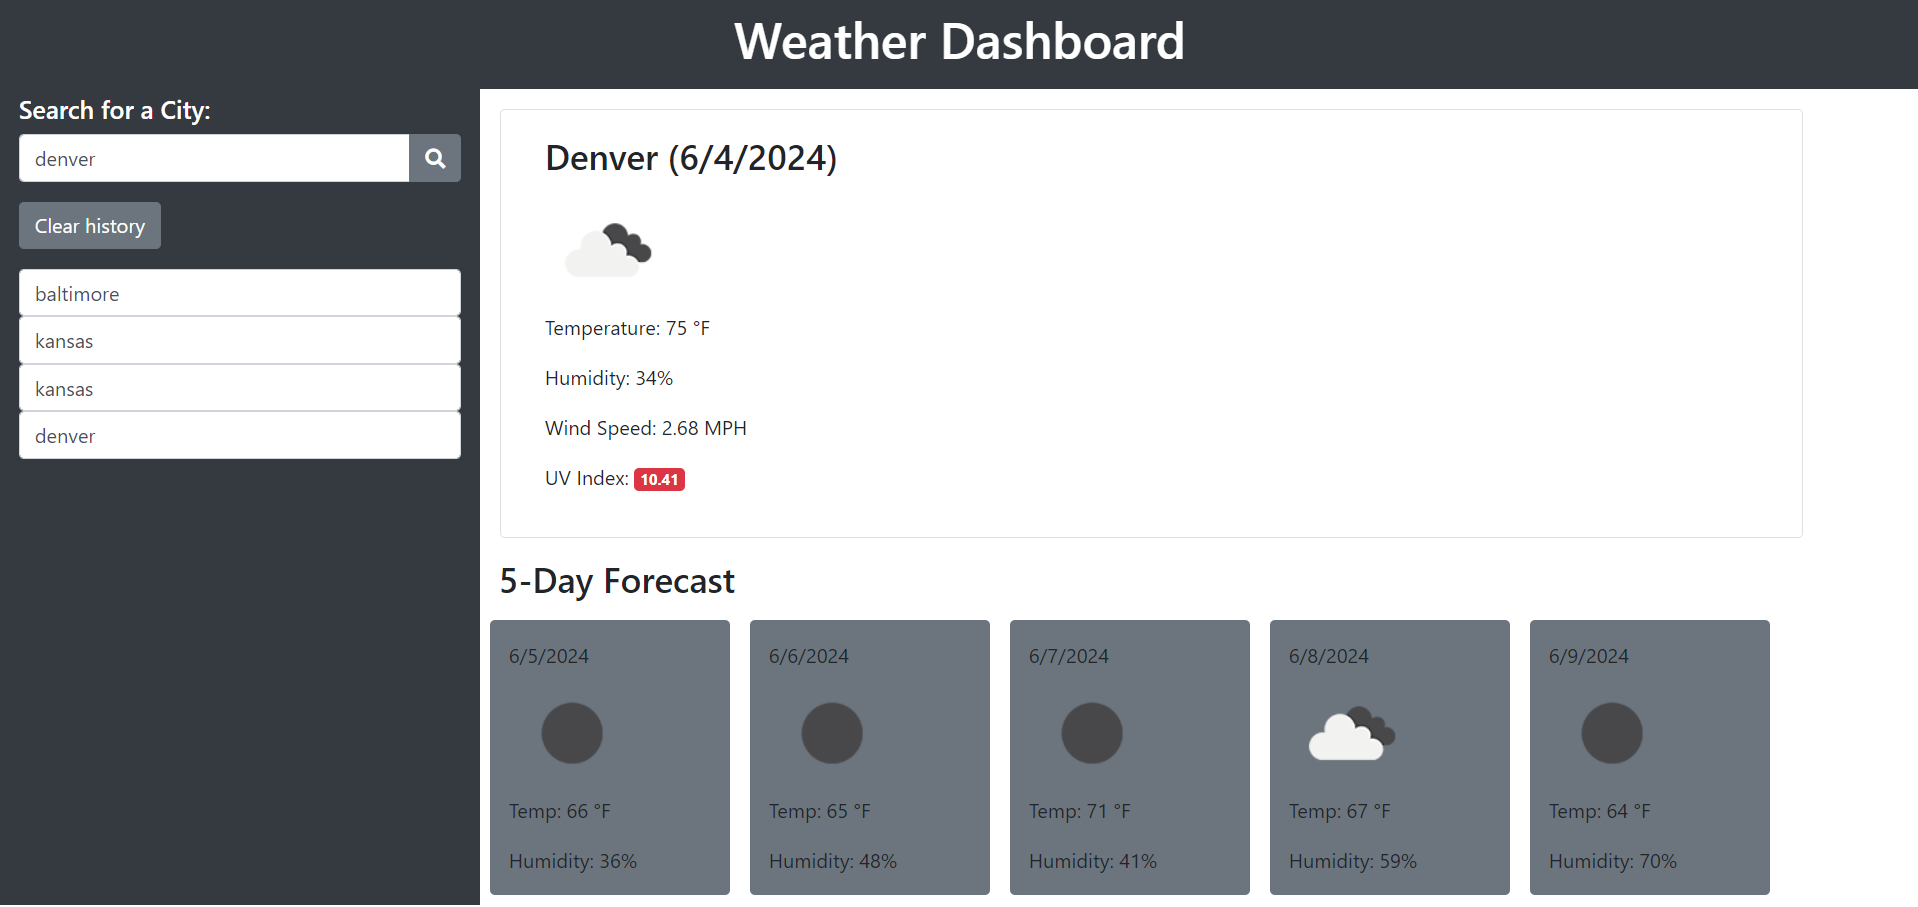 Weather Dashboard
Search for a City:
denver
Clear history
baltimore
kansas
kansas
denver
Denver (6/4/2024)
Temperature: 75 °F
Humidity: 34%
Wind Speed: 2.68 MPH
UV Index: 10.41
5-Day Forecast
6/5/2024
Temp: 66 °F
Humidity: 36%
6/6/2024
Temp: 65 °F
Humidity: 48%
6/7/2024
Temp: 71 °F
Humidity: 41%
6/8/2024
Temp: 67 °F
Humidity: 59%
6/9/2024
Temp: 64 °F
Humidity: 70%